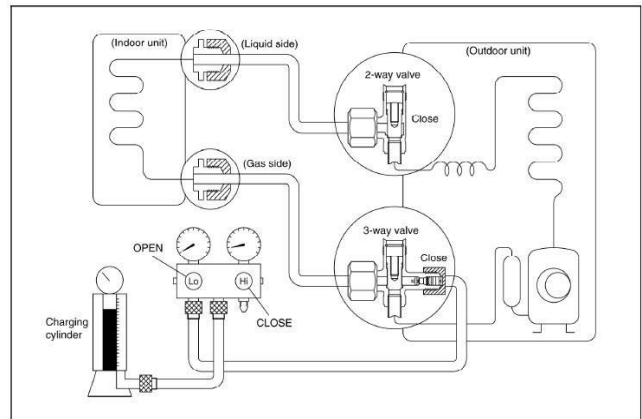 (Indoor unit)
(Liquid side)
(Outdoor unit)
2-way valve
Close
(Gas side)
3-way valve
Close
OPEN
Lo
Hi
CLOSE
Charging
cylinder